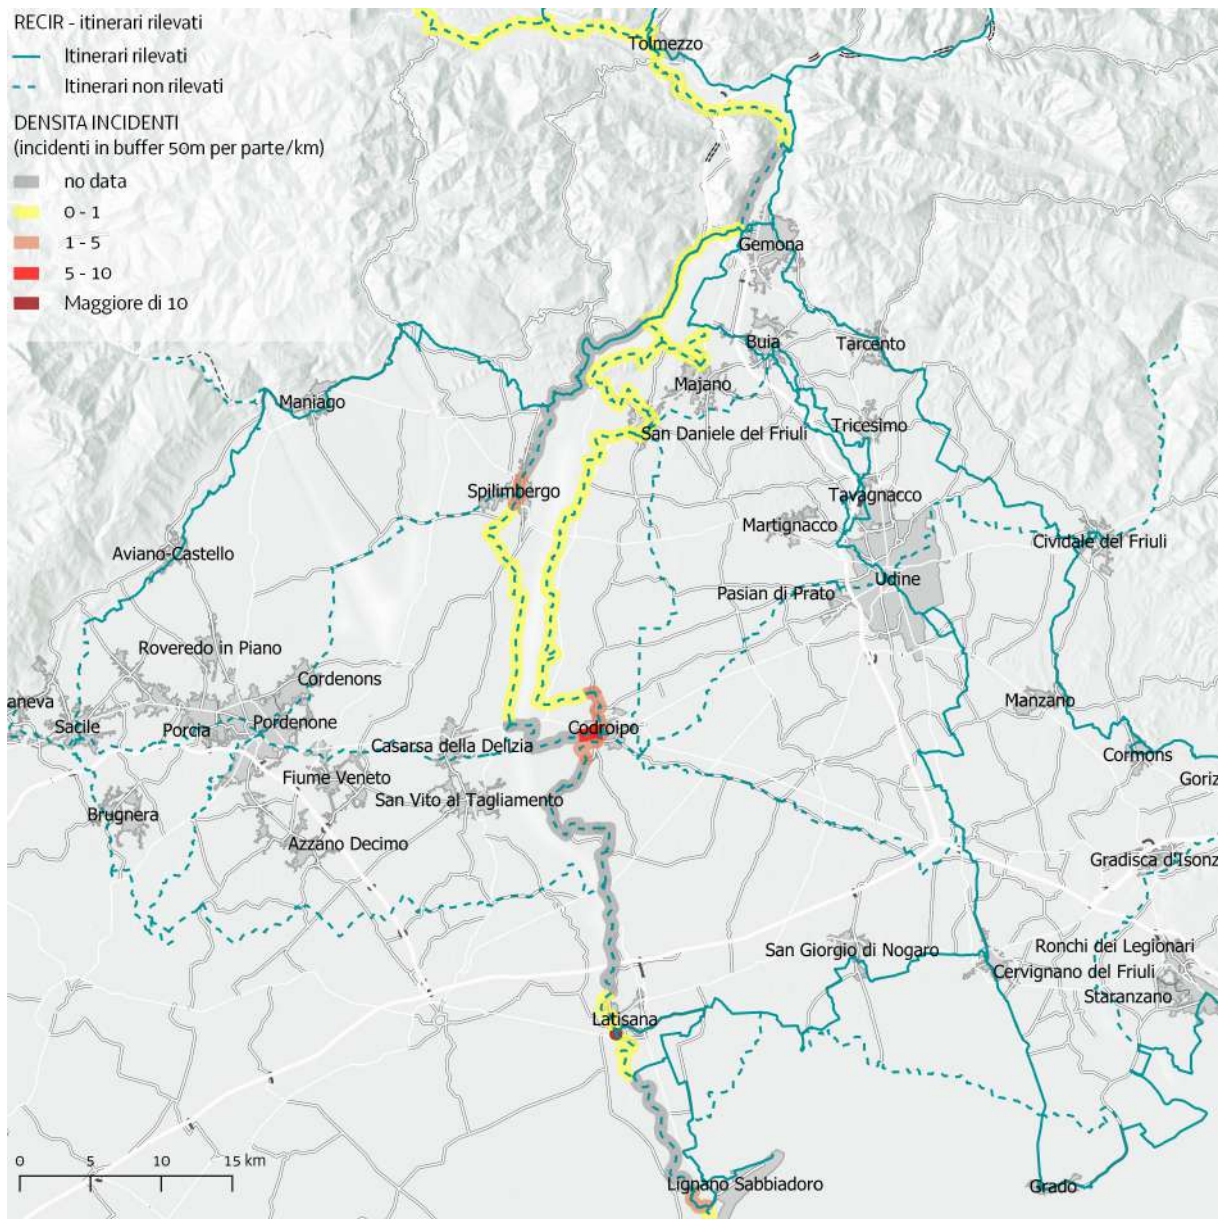 RECIR - itinerari rilevati
Itinerari rilevati
Itinerari non rilevati
DENSITA INCIDENTI
(incidenti in buffer 50m per parte/km)
no data
0 - 1
1 - 5
5 - 10
Maggiore di 10
Tolmezzo
Gemona
Buia
Tarcento
Majano
Maniago
Tricesimo
San Daniele del Friuli
Spilimbergo
Tavagnacco
Martignacco
Aviano-Castello
Cividale del Friuli
Udine
Pasian di Prato
Roveredo in Piano
Cordenons
aneva
Manzano
Sacile
Porcia
Pordenone
Codroipo
Casarsa della Delizia
Cormons
Fiume Veneto
Goriz
San Vito al Tagliamento
Brugnera
Azzano Decimo
Gradisca d'Isonz
San Giorgio di Nogaro
Ronchi dei Legionari
Cervignano del Friuli
Staranzano
Latisana
0 5 10 15 km
Lignano Sabbiadoro
Grado